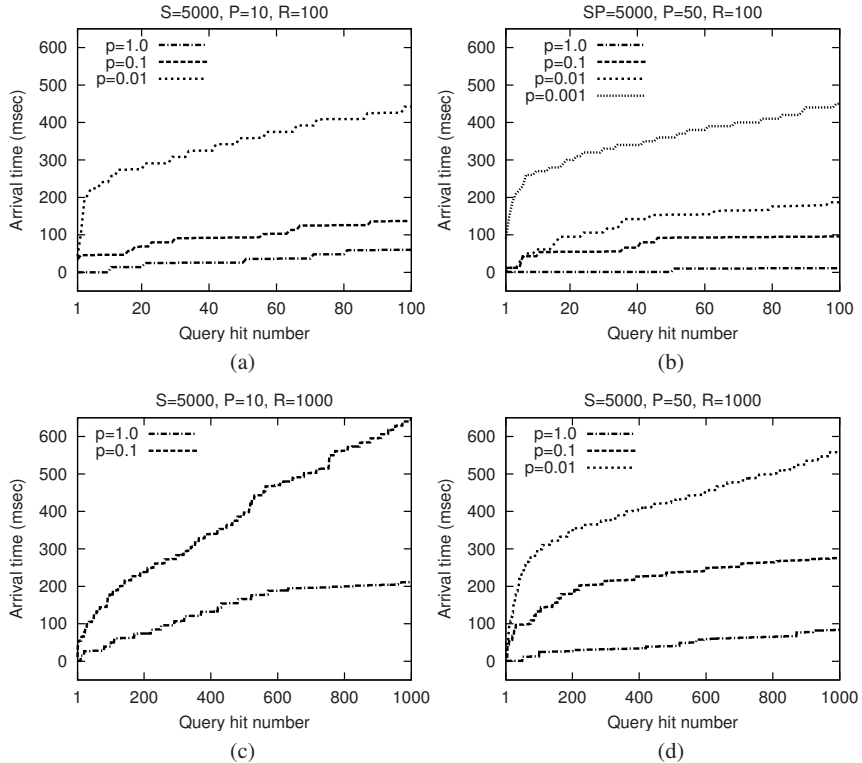 S=5000, P=10, R=100
600
500
400
300
200
100
0
Arrival time (msec)
p=1.0
p=0.1
p=0.01
1 20 40 60 80 100
Query hit number
(a)
SP=5000, P=50, R=100
600
500
400
300
200
100
0
Arrival time (msec)
p=1.0
p=0.1
p=0.01
p=0.001
1 20 40 60 80 100
Query hit number
(b)
S=5000, P=10, R=1000
600
500
400
300
200
100
0
Arrival time (msec)
p=1.0
p=0.1
1 200 400 600 800 1000
Query hit number
(c)
S=5000, P=50, R=1000
600
500
400
300
200
100
0
Arrival time (msec)
p=1.0
p=0.1
p=0.01
1 200 400 600 800 1000
Query hit number
(d)